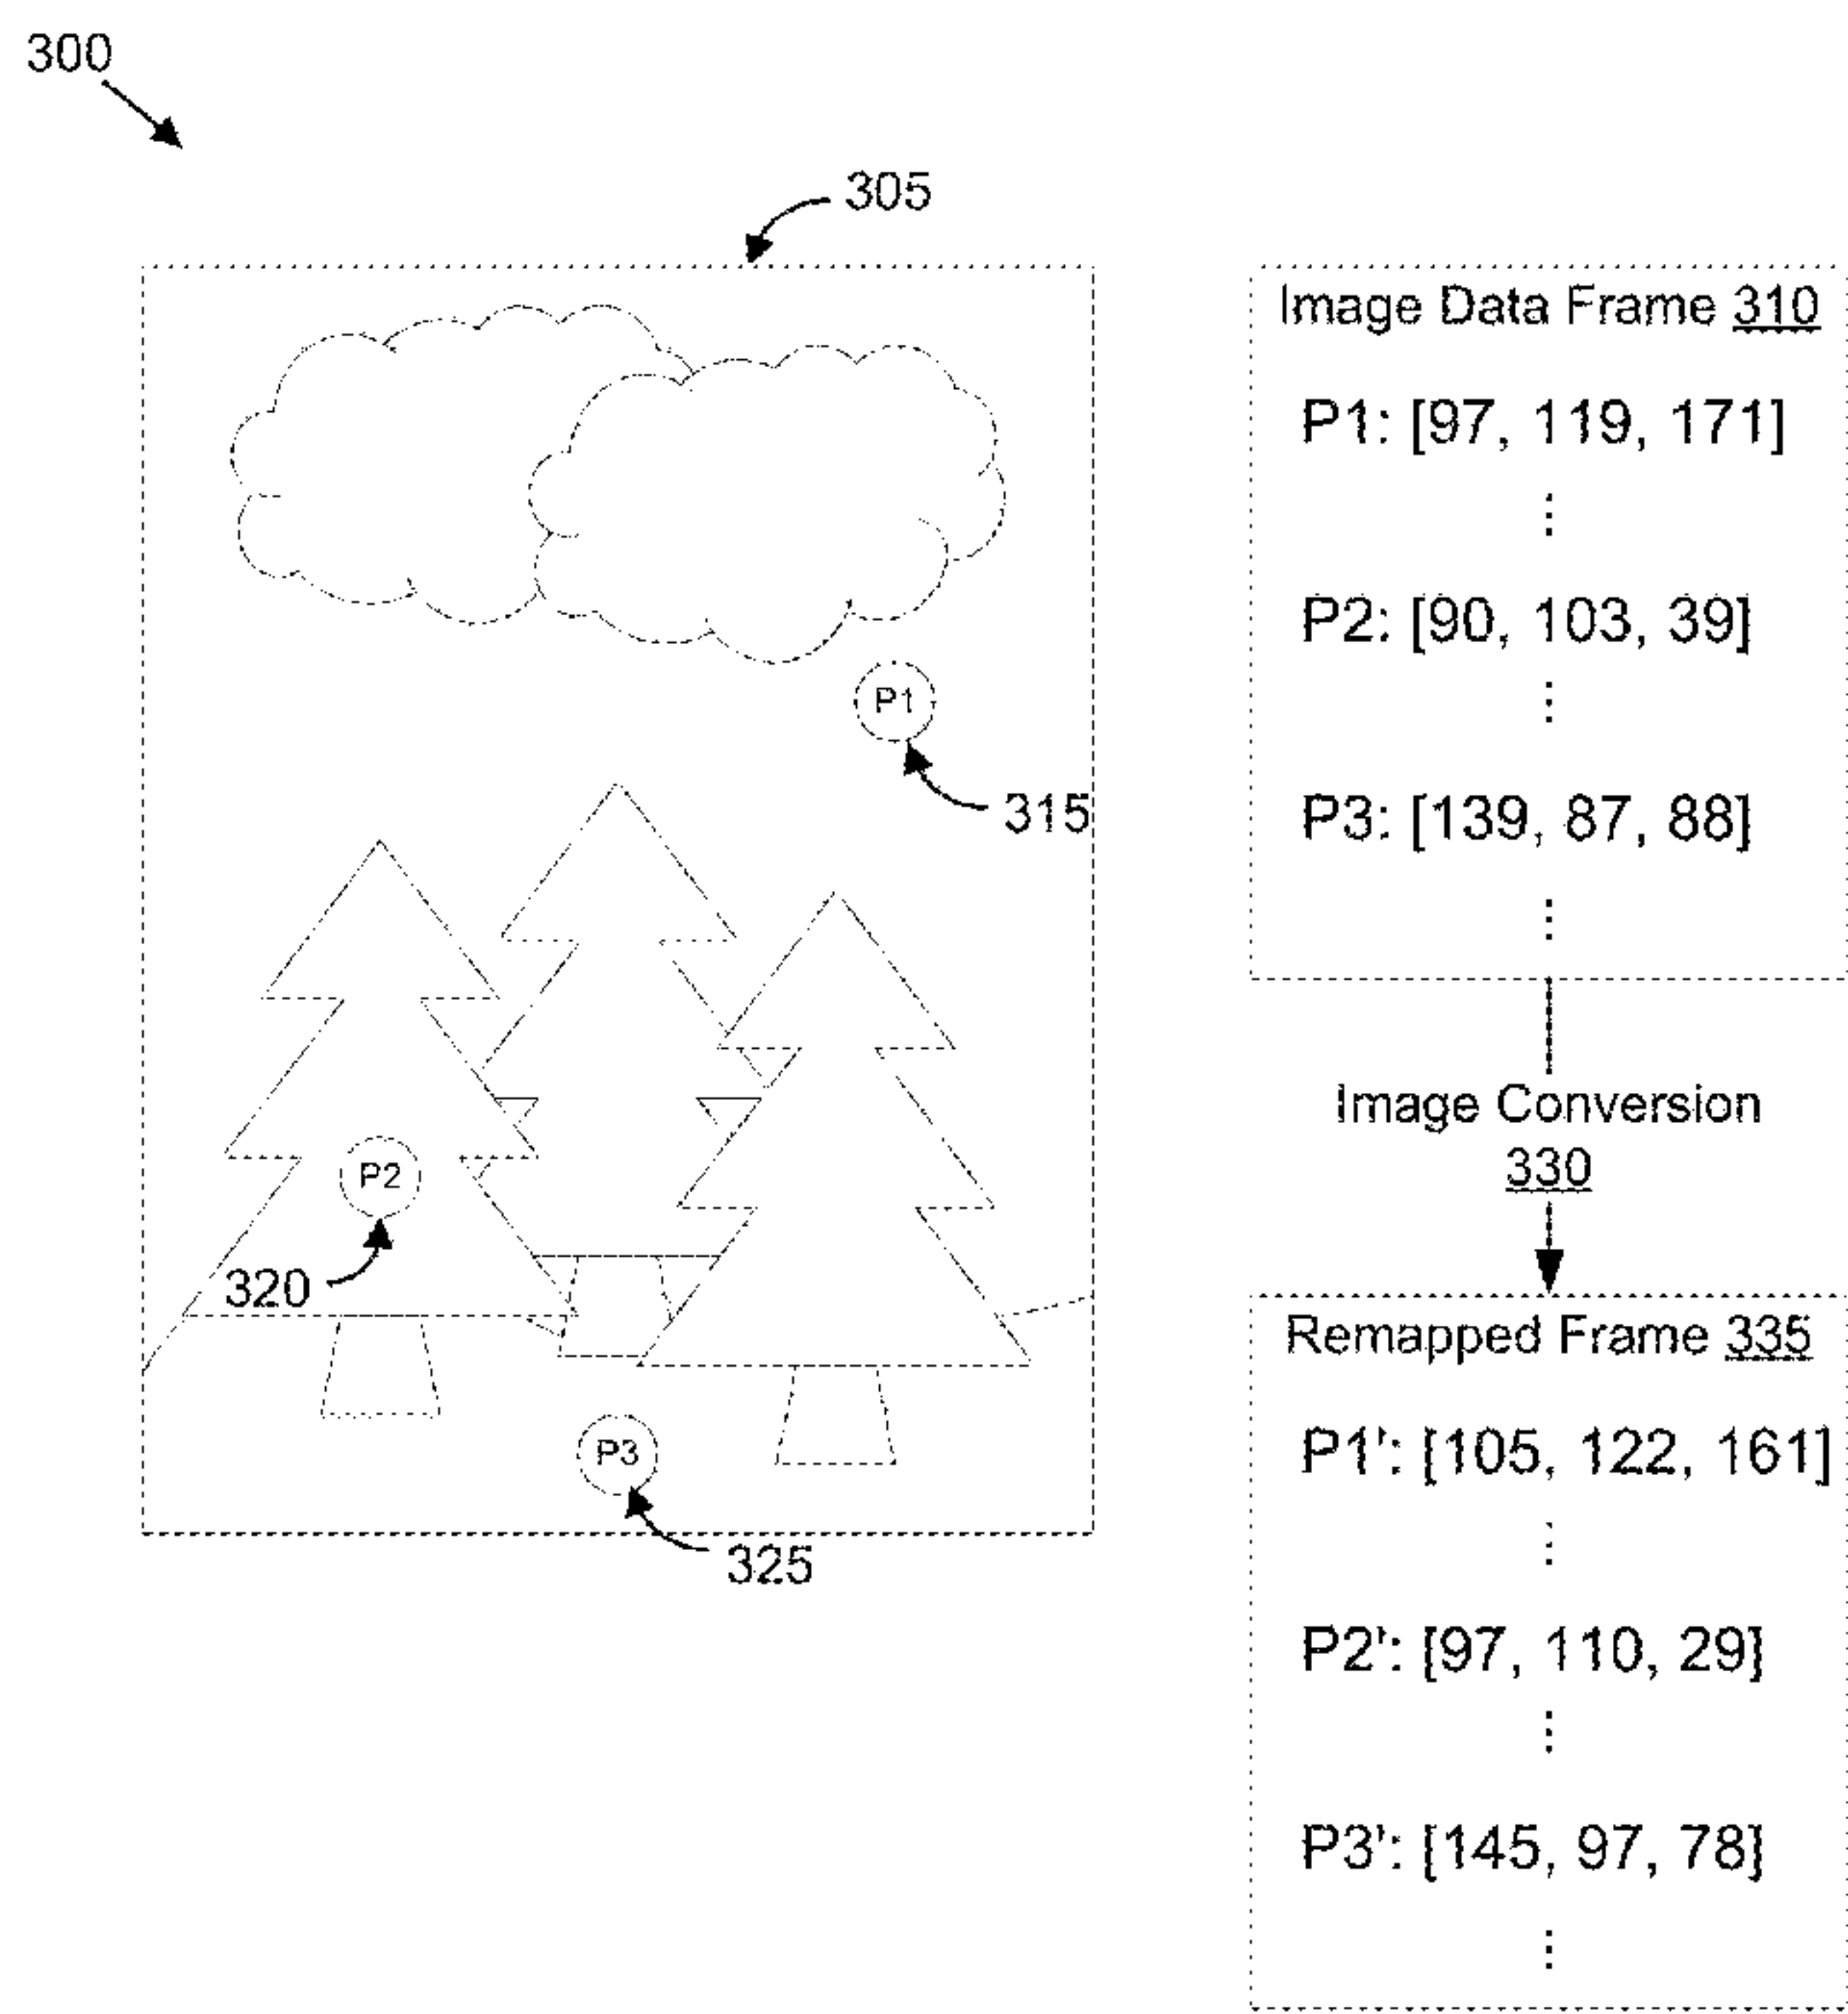 300
305
P1
315
P2
320
P3
325
Image Data Frame 310
P1: [97, 119, 171]
⋮
P2: [90, 103, 39]
⋮
P3: [139, 87, 88]
⋮
Image Conversion
330
Remapped Frame 335
P1': [105, 122, 161]
⋮
P2': [97, 110, 29]
⋮
P3': [145, 97, 78]
⋮